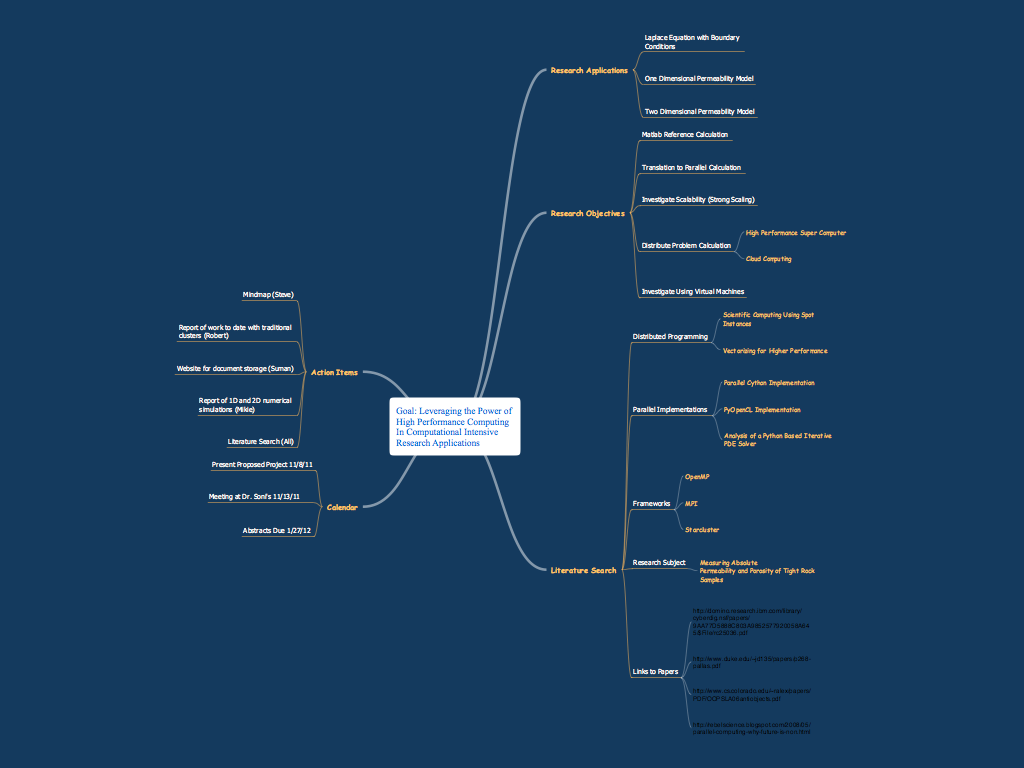 Laplace Equation with Boundary
Conditions
Research Applications
One Dimensional Permeability Model
Two Dimensional Permeability Model
Matlab Reference Calculation
Translation to Parallel Calculation
Investigate Scalability (Strong Scaling)
Research Objectives
High Performance Super Computer
Distribute Problem Calculation
Cloud Computing
Investigate Using Virtual Machines
Mindmap (Steve)
Report of work to date with traditional
clusters (Robert)
Website for document storage (Suman)
Action Items
Report of 1D and 2D numerical
simulations (Mikie)
Literature Search (All)
Goal: Leveraging the Power of
High Performance Computing
In Computational Intensive
Research Applications
Present Proposed Project 11/8/11
Meeting at Dr. Soni's 11/13/11
Calendar
Abstracts Due 1/27/12
Scientific Computing Using Spot
Instances
Distributed Programming
Vectorising for Higher Performance
Parallel Cython Implementation
Parallel Implementations
PyOpenCL Implementation
Analysis of a Python Based Iterative
PDE Solver
OpenMP
Frameworks
MPI
Starcluster
Literature Search
Research Subject
Measuring Absolute
Permeability and Porosity of Tight Rock
Samples
Links to Papers